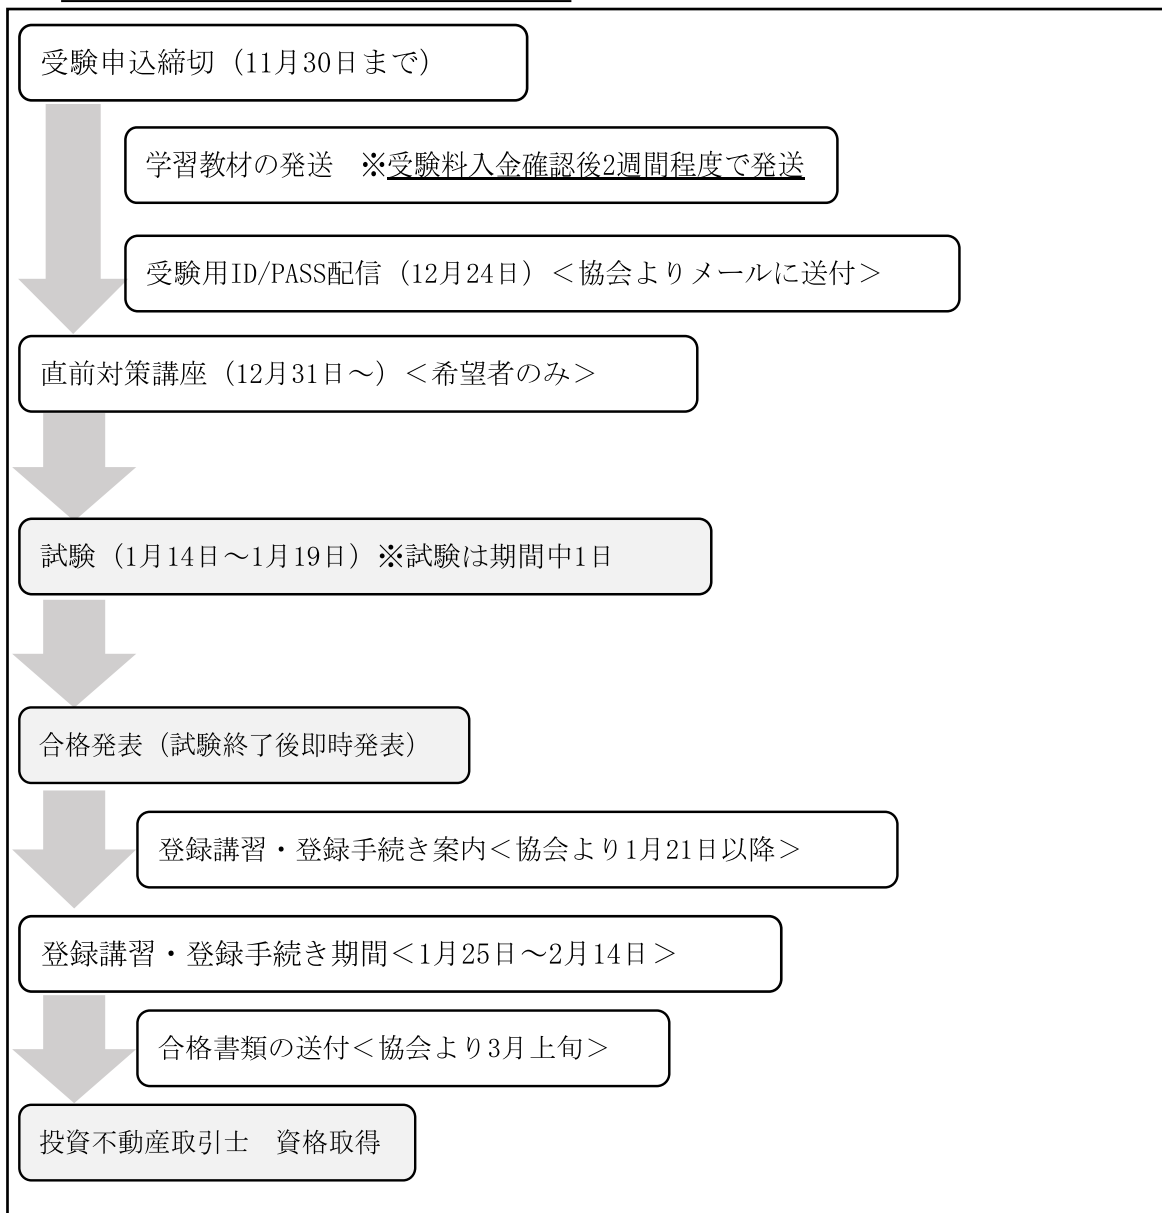 受験申込締切（11月30日まで）
学習教材の発送　※受験料入金確認後2週間程度で発送
受験用ID/PASS配信（12月24日）＜協会よりメールに送付＞
直前対策講座（12月31日～）＜希望者のみ＞
試験（1月14日～1月19日）※試験は期間中1日
合格発表（試験終了後即時発表）
登録講習・登録手続き案内＜協会より1月21日以降＞
登録講習・登録手続き期間＜1月25日～2月14日＞
合格書類の送付＜協会より3月上旬＞
投資不動産取引士　資格取得